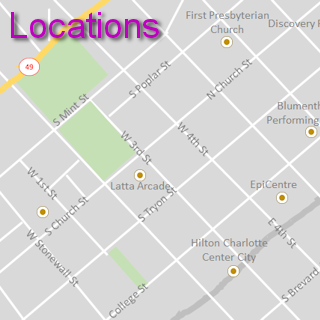 Locations
First Presbyterian
Church
Discovery
49
S Poplar St
N Church St
S Mint St
Blumenth
Performing
W 3rd St
W 4th St
Latta Arcade
W 1st St
EpiCentre
S Church St
S Tryon St
E 4th St
W Stonewall St
Hilton Charlotte
Center City
College St
S Brevard